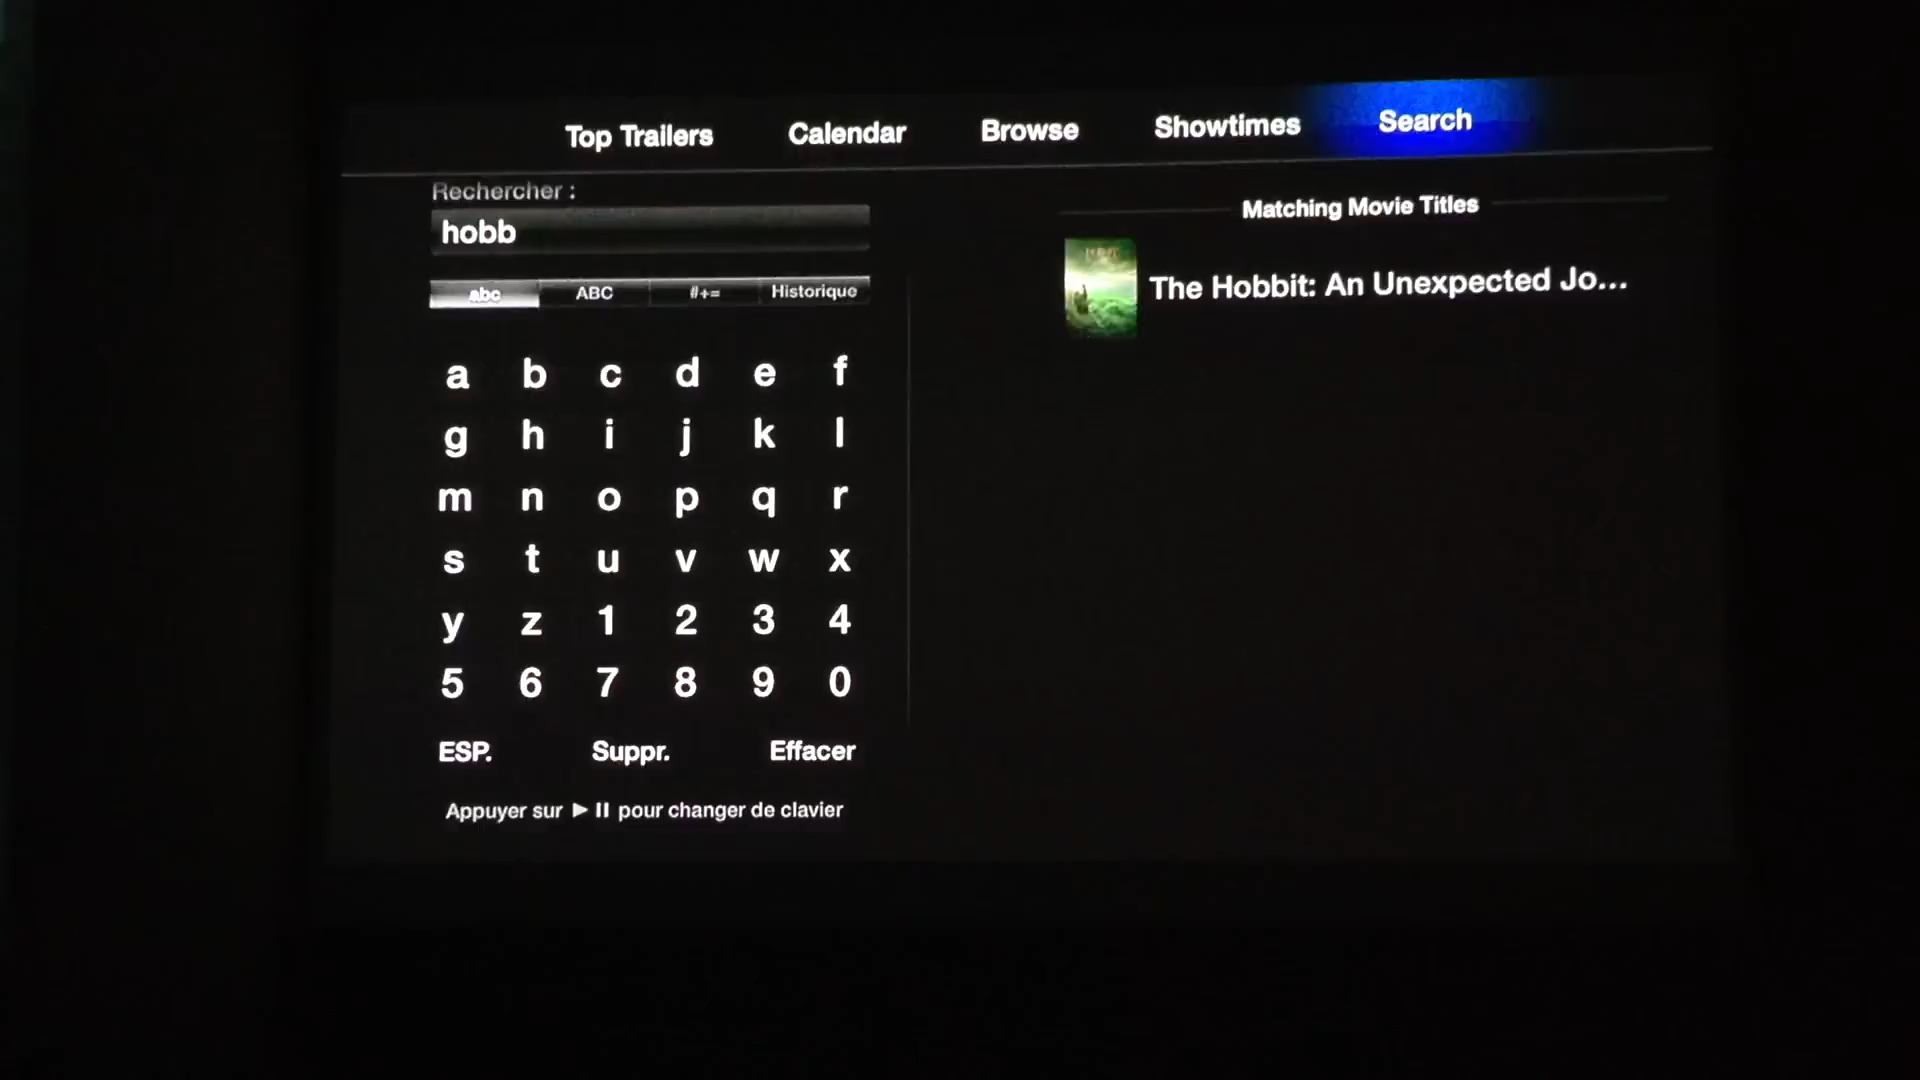 Top Trailers Calendar Browse Showtimes Search
Rechercher :
hobb
abc ABC #+= Historique
a b c d e f
g h i j k l
m n o p q r
s t u v w x
y z 1 2 3 4
5 6 7 8 9 0
ESP. Suppr. Effacer
Appuyer sur ►II pour changer de clavier
Matching Movie Titles
The Hobbit: An Unexpected Jo...